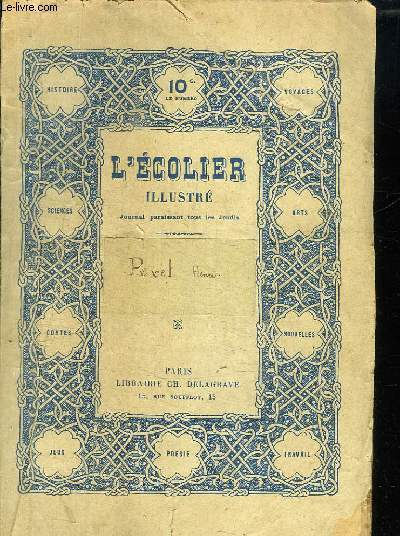 le-livre.com
10 c.
LE NUMÉRO
HISTOIRE
VOYAGES
L'ÉCOLIER
ILLUSTRÉ
Journal paraissant tous les Jeudis
SCIENCES
ARTS
CONTES
NOUVELLES
PARIS
LIBRAIRIE CH. DELAGRAVE
15, RUE SOUFFLOT, 15
JEUX
POÉSIE
TRAVAIL